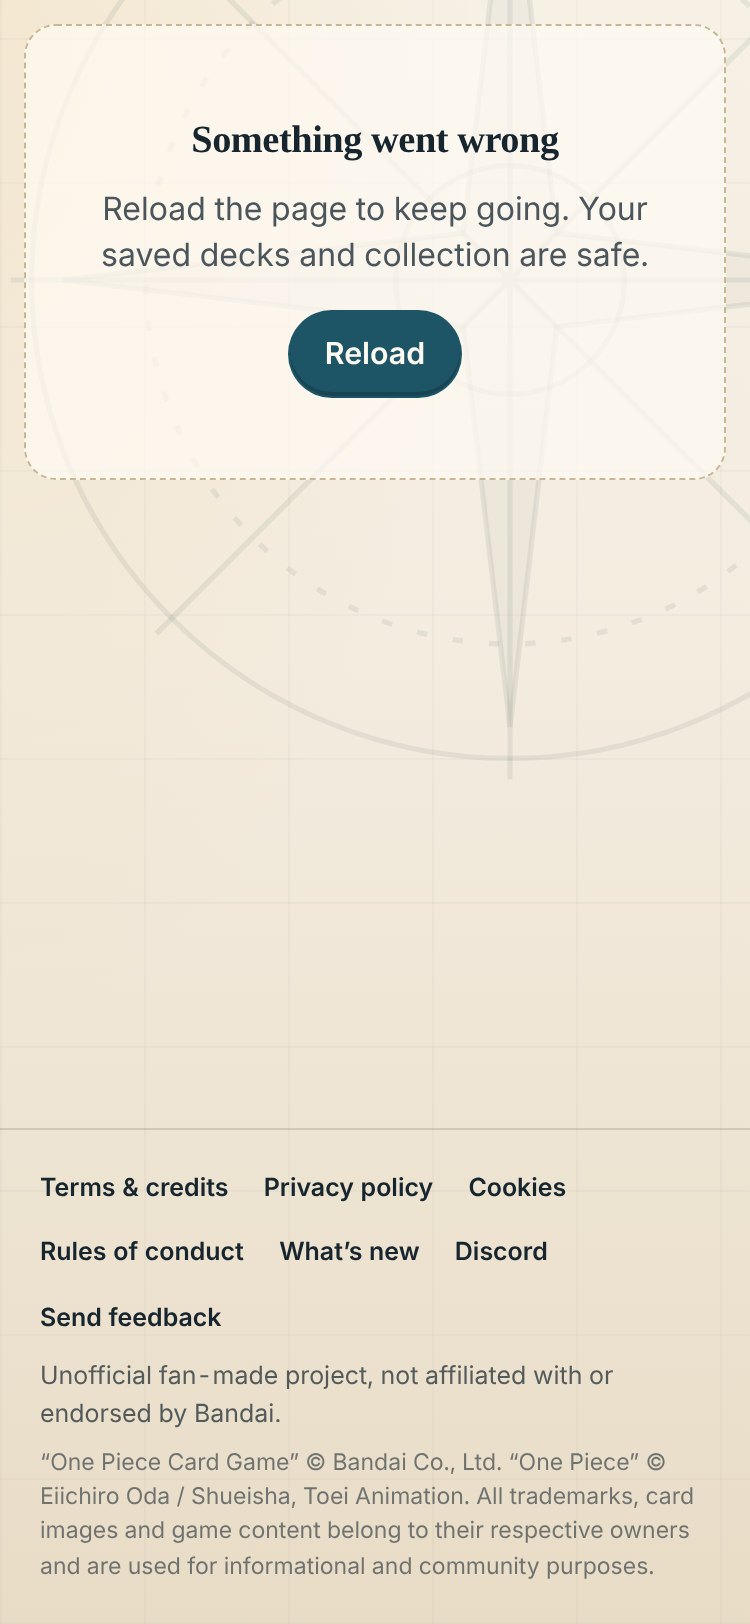 Something went wrong
Reload the page to keep going. Your
saved decks and collection are safe.
Reload
Terms & credits Privacy policy Cookies
Rules of conduct What’s new Discord
Send feedback
Unofficial fan-made project, not affiliated with or
endorsed by Bandai.
“One Piece Card Game” © Bandai Co., Ltd. “One Piece” ©
Eiichiro Oda / Shueisha, Toei Animation. All trademarks, card
images and game content belong to their respective owners
and are used for informational and community purposes.